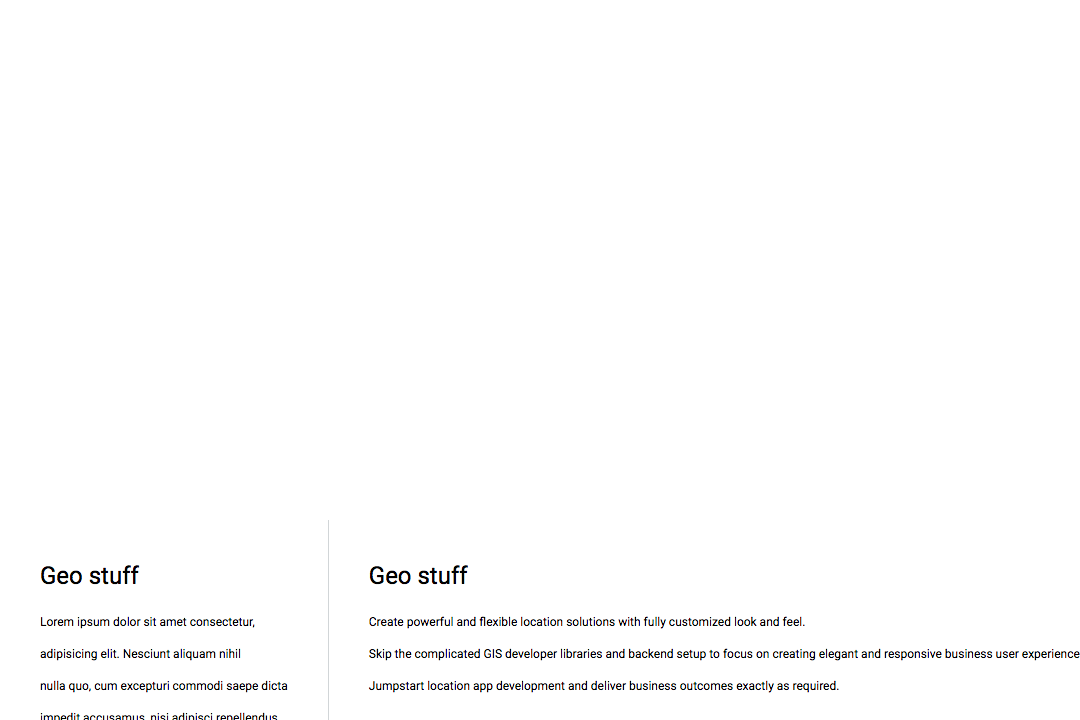 Geo stuff
Lorem ipsum dolor sit amet consectetur,
adipisicing elit. Nesciunt aliquam nihil
nulla quo, cum excepturi commodi saepe dicta
impedit accusamus, nisi adipisci repellendus
Geo stuff
Create powerful and flexible location solutions with fully customized look and feel.
Skip the complicated GIS developer libraries and backend setup to focus on creating elegant and responsive business user experience
Jumpstart location app development and deliver business outcomes exactly as required.